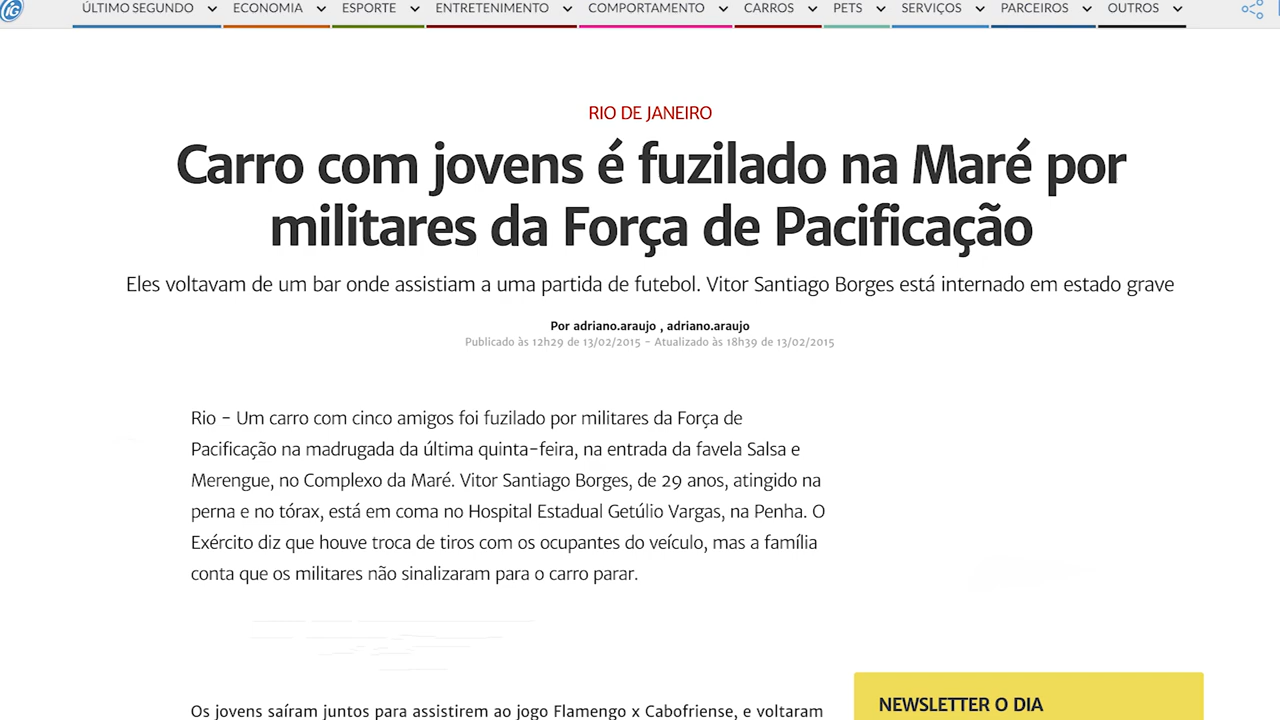 iG
ÚLTIMO SEGUNDO ECONOMIA ESPORTE ENTRETENIMENTO COMPORTAMENTO CARROS PETS SERVIÇOS PARCEIROS OUTROS
RIO DE JANEIRO
Carro com jovens é fuzilado na Maré por
militares da Força de Pacificação
Eles voltavam de um bar onde assistiam a uma partida de futebol. Vitor Santiago Borges está internado em estado grave
Por adriano.araujo , adriano.araujo
Publicado às 12h29 de 13/02/2015 - Atualizado às 18h39 de 13/02/2015
Rio - Um carro com cinco amigos foi fuzilado por militares da Força de
Pacificação na madrugada da última quinta-feira, na entrada da favela Salsa e
Merengue, no Complexo da Maré. Vitor Santiago Borges, de 29 anos, atingido na
perna e no tórax, está em coma no Hospital Estadual Getúlio Vargas, na Penha. O
Exército diz que houve troca de tiros com os ocupantes do veículo, mas a família
conta que os militares não sinalizaram para o carro parar.
Os jovens saíram juntos para assistirem ao jogo Flamengo x Cabofriense, e voltaram
NEWSLETTER O DIA